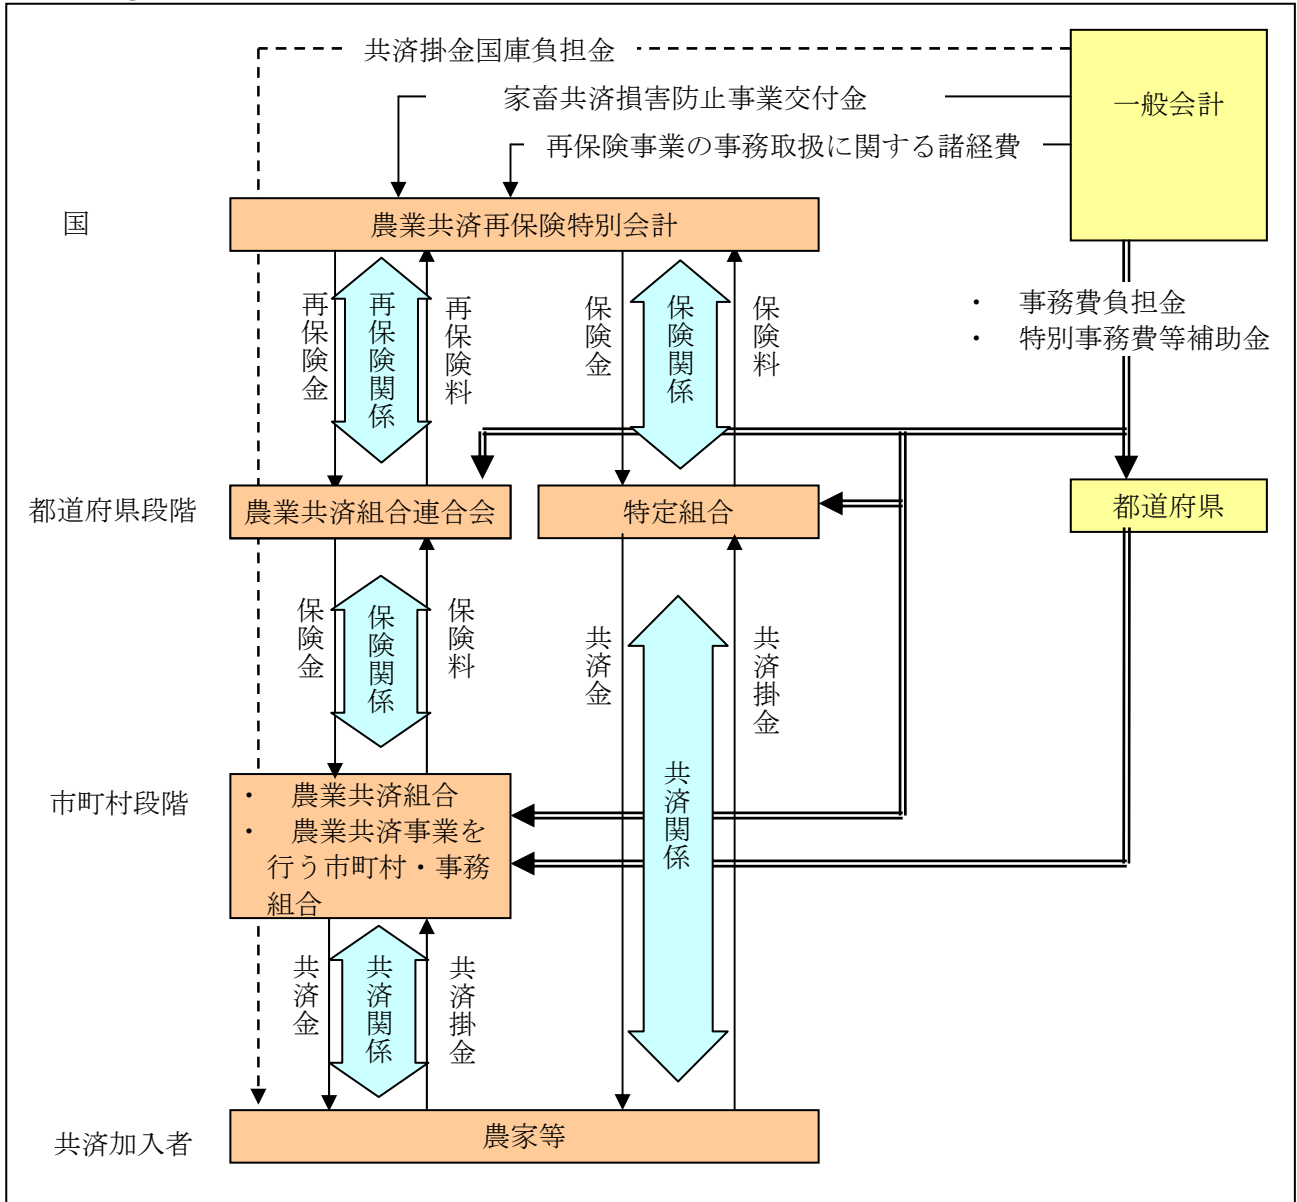 共済掛金国庫負担金
家畜共済損害防止事業交付金
再保険事業の事務取扱に関する諸経費
一般会計
国
農業共済再保険特別会計
再保険金
再保険関係
再保険料
保険金
保険関係
保険料
・ 事務費負担金
・ 特別事務費等補助金
都道府県段階
農業共済組合連合会
特定組合
都道府県
保険金
保険関係
保険料
共済金
共済関係
共済掛金
市町村段階
・ 農業共済組合
・ 農業共済事業を
行う市町村・事務
組合
共済金
共済関係
共済掛金
共済加入者
農家等